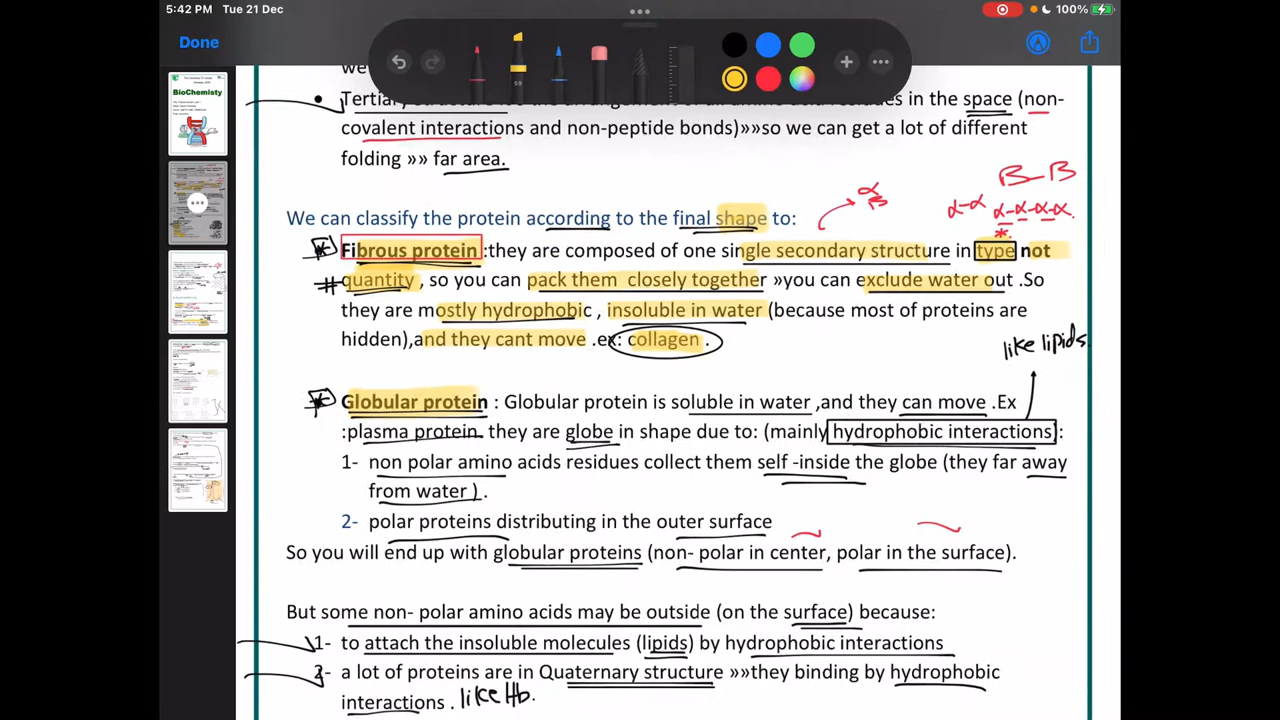 5:42 PM Tue 21 Dec
100%
Done
BioChemisty
we
• Tertiary in the space (non-
covalent interactions and non-peptide bonds)»»so we can get a lot of different
folding »» far area.
B-B
α
α-α α-α-α-α.
We can classify the protein according to the final shape to:
Fibrous protein :they are composed of one single secondary structure in type not
# quantity , so you can pack them closely together »you can exclude water out .So
they are mostly hydrophobic , insoluble in water (because most of proteins are
hidden),and they cant move .ex: collagen .
like lipids
Globular protein : Globular protein is soluble in water ,and they can move .Ex
:plasma protein. they are globe in shape due to: (mainly hydrophobic interactions):
1- non polar amino acids residues collect them self -inside the globe (they far away
from water ) .
2- polar proteins distributing in the outer surface
So you will end up with globular proteins (non- polar in center, polar in the surface).
But some non- polar amino acids may be outside (on the surface) because:
1- to attach the insoluble molecules (lipids) by hydrophobic interactions
2- a lot of proteins are in Quaternary structure »»they binding by hydrophobic
interactions . like Hb.